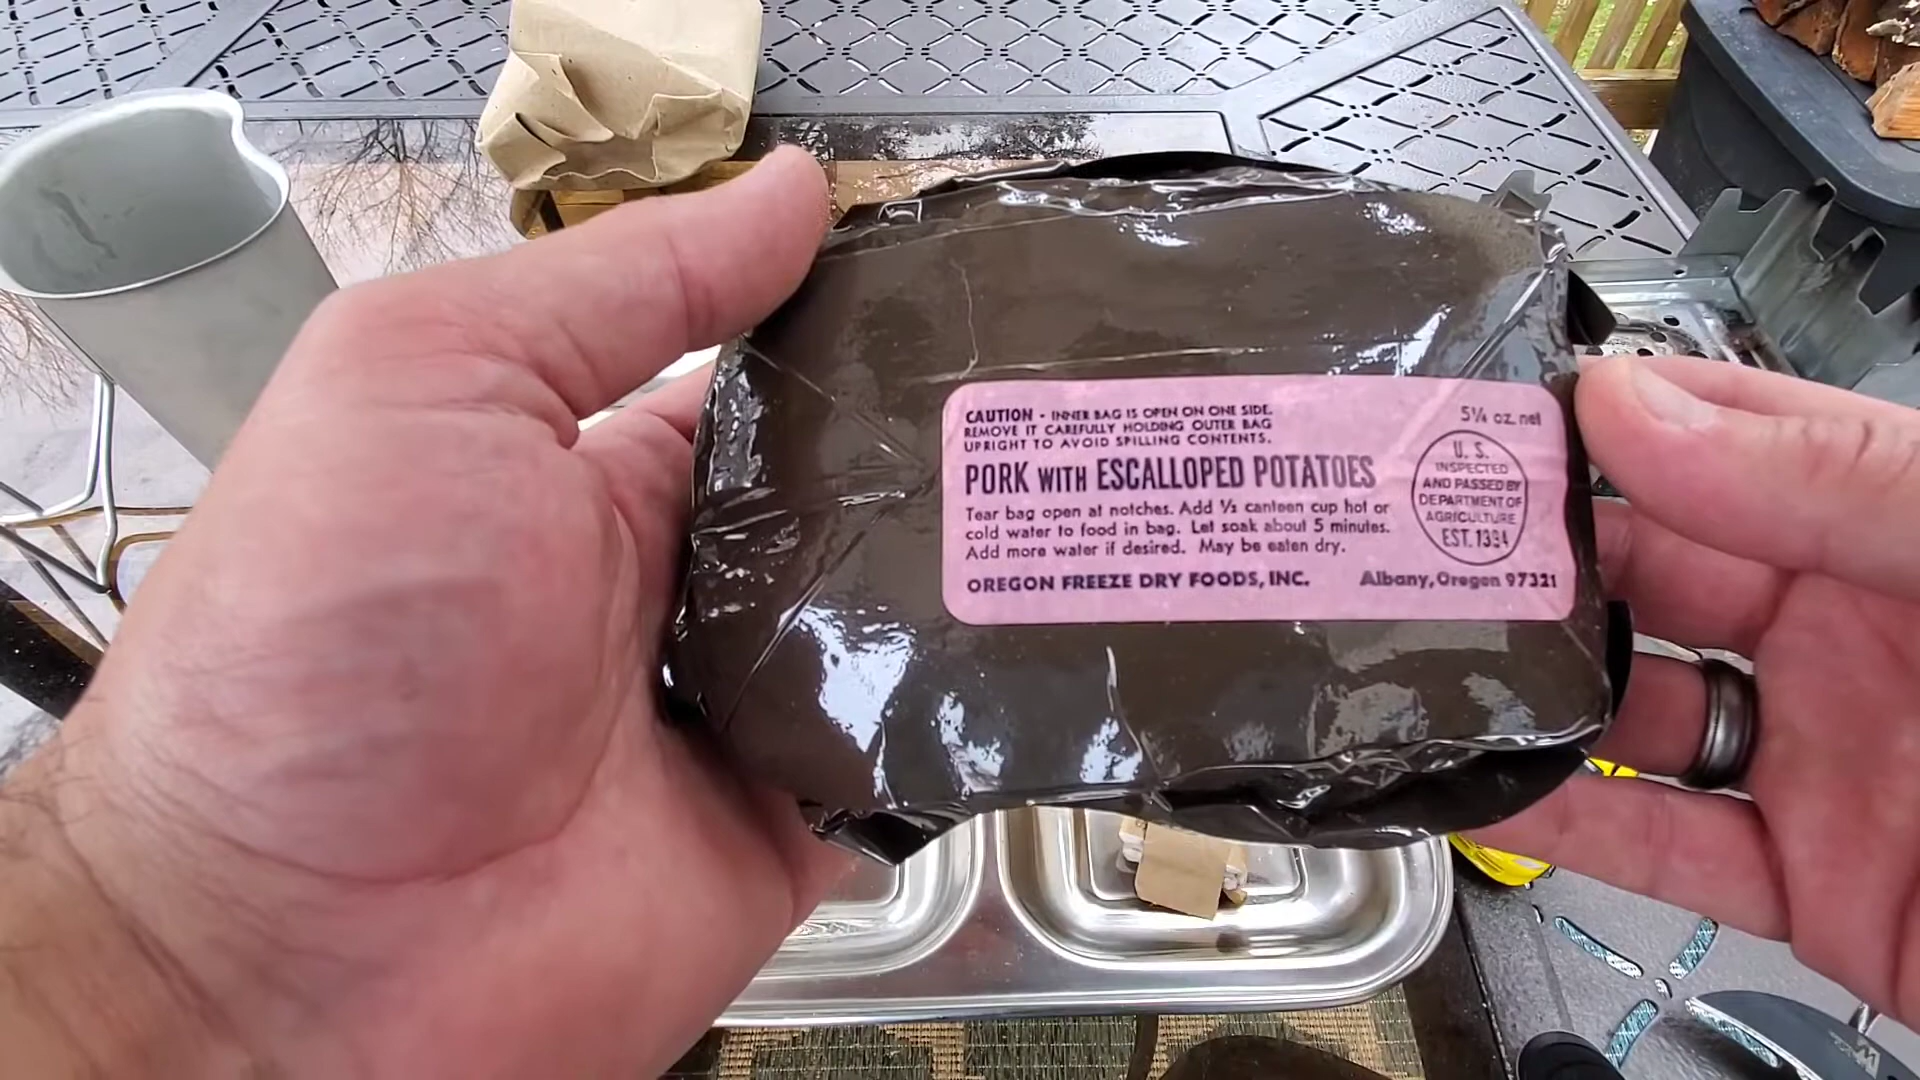 CAUTION - INNER BAG IS OPEN ON ONE SIDE.
REMOVE IT CAREFULLY HOLDING OUTER BAG
UPRIGHT TO AVOID SPILLING CONTENTS.
5¼ oz. net
PORK WITH ESCALLOPED POTATOES
Tear bag open at notches. Add ½ canteen cup hot or
cold water to food in bag. Let soak about 5 minutes.
Add more water if desired. May be eaten dry.
OREGON FREEZE DRY FOODS, INC. Albany, Oregon 97321
U. S.
INSPECTED
AND PASSED BY
DEPARTMENT OF
AGRICULTURE
EST. 1394